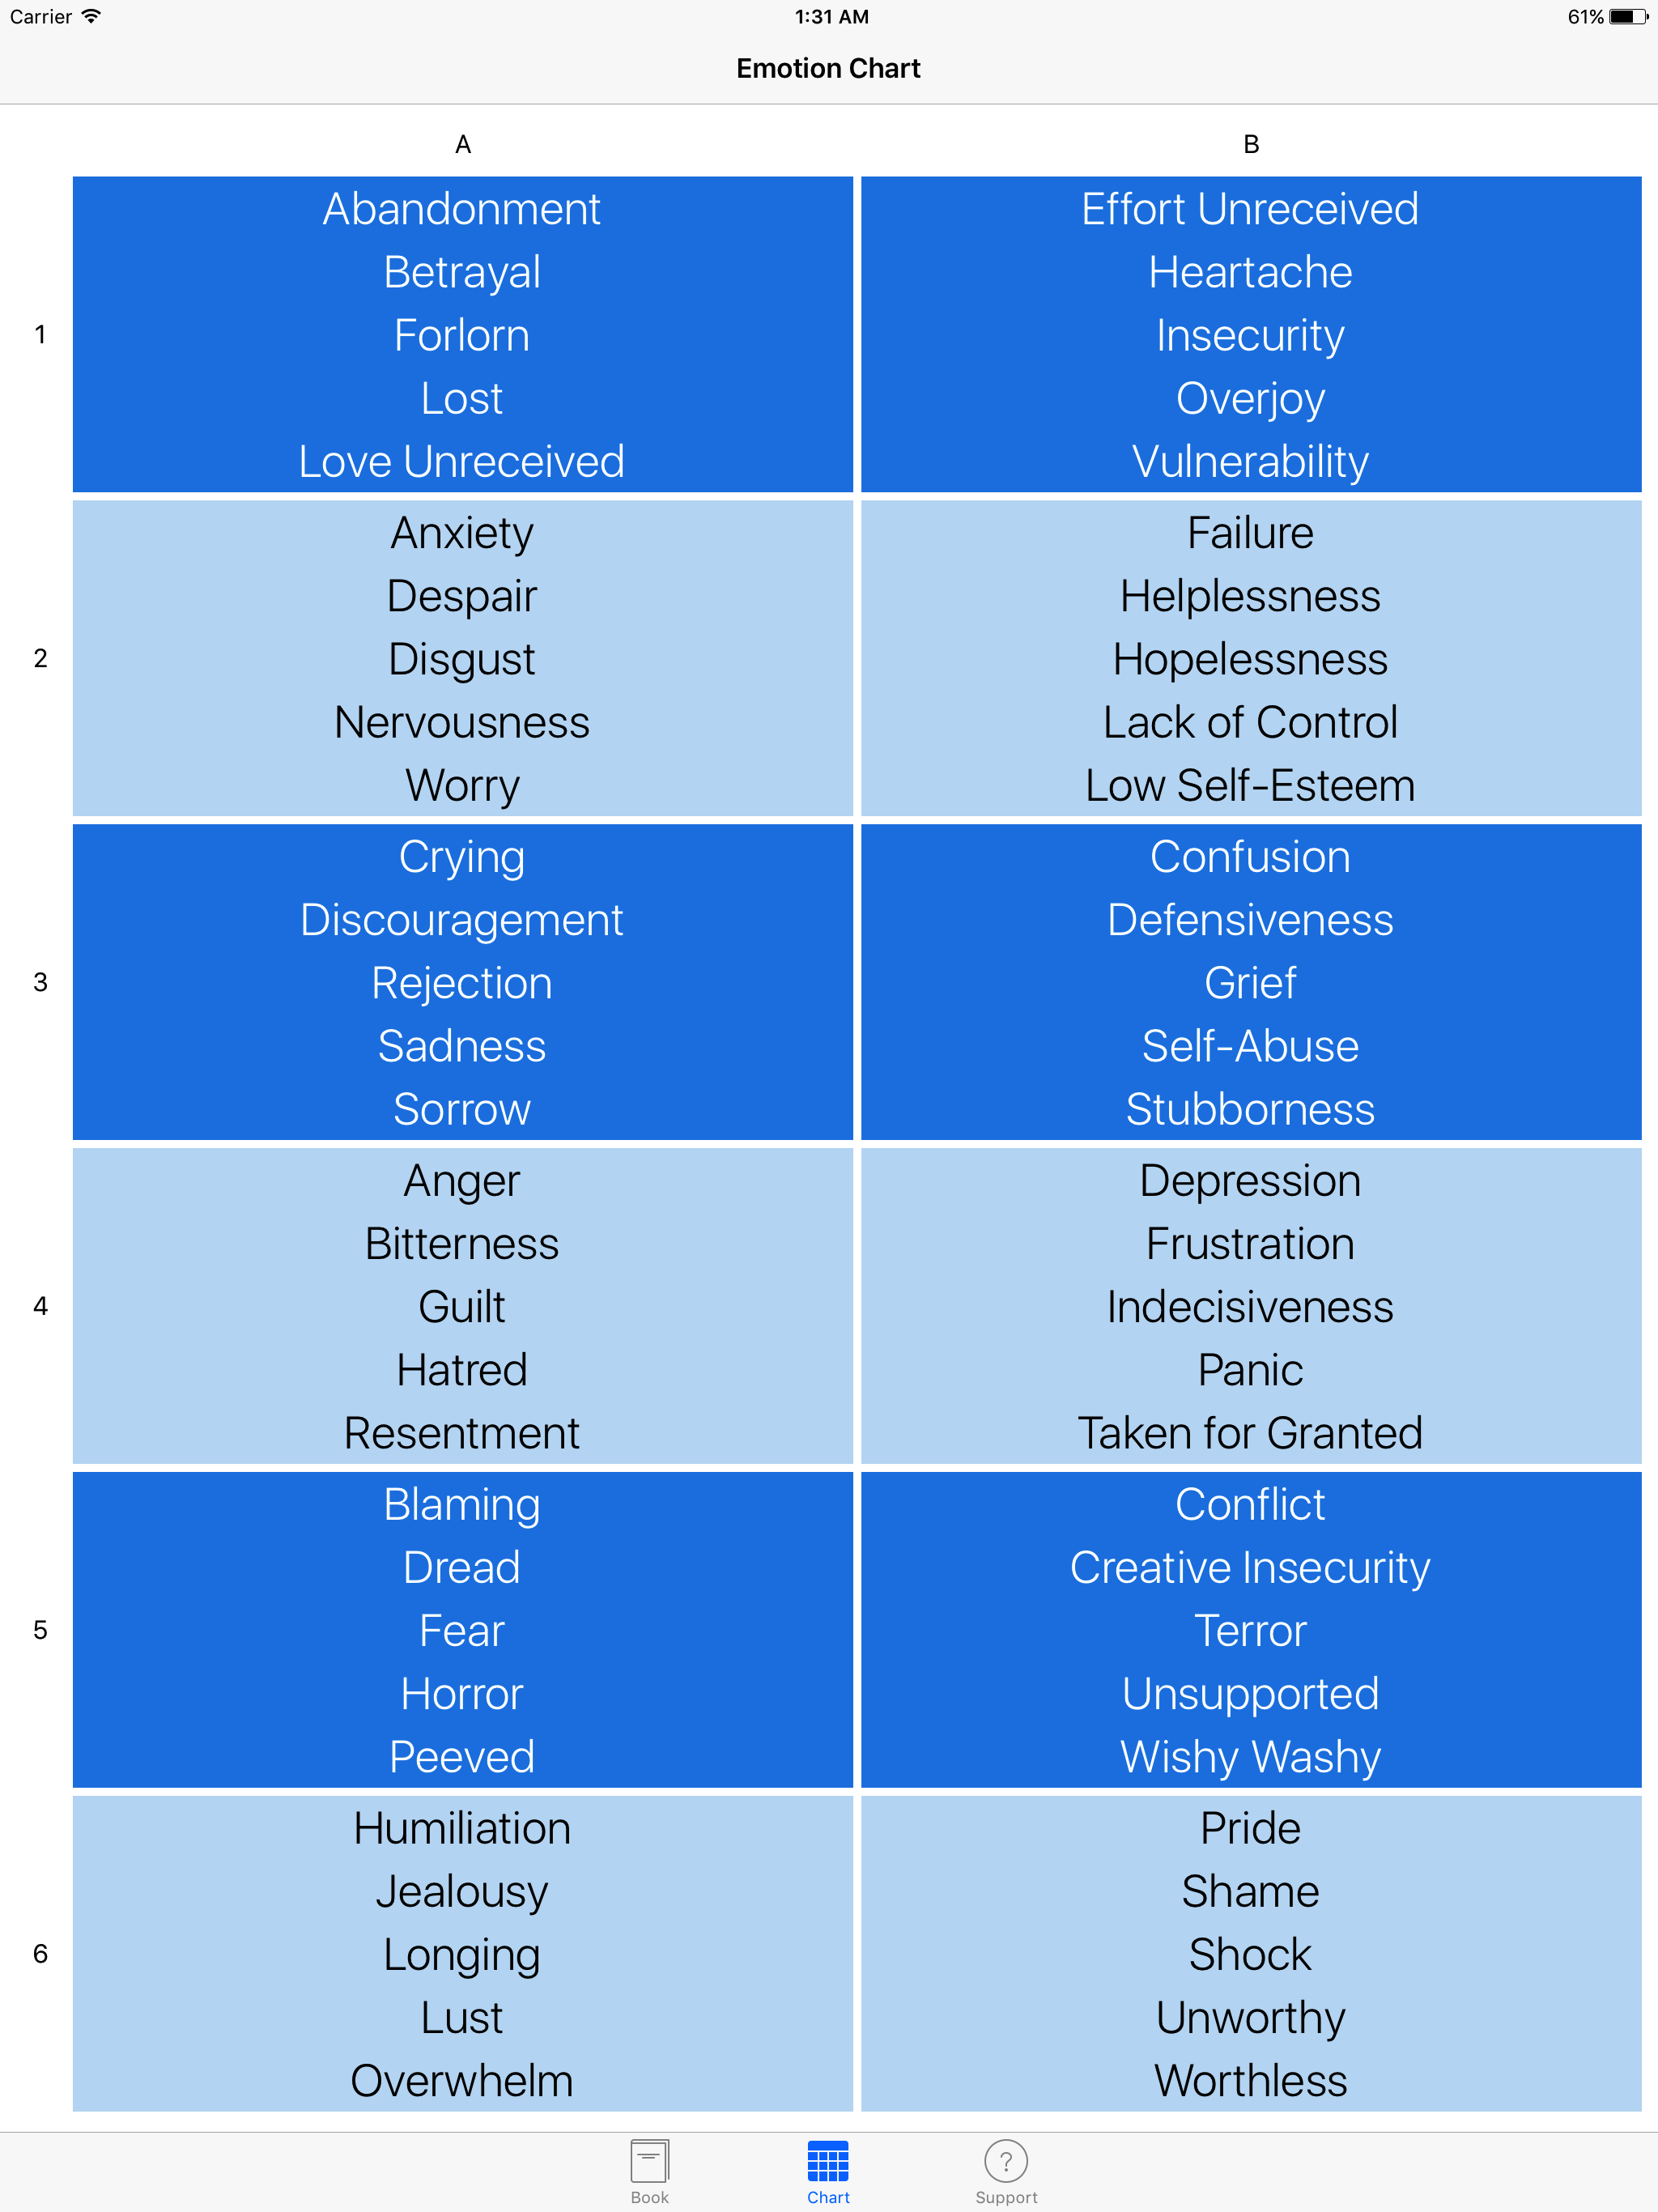 Carrier 1:31 AM 61%
Emotion Chart
A B
1
Abandonment
Betrayal
Forlorn
Lost
Love Unreceived
Effort Unreceived
Heartache
Insecurity
Overjoy
Vulnerability
2
Anxiety
Despair
Disgust
Nervousness
Worry
Failure
Helplessness
Hopelessness
Lack of Control
Low Self-Esteem
3
Crying
Discouragement
Rejection
Sadness
Sorrow
Confusion
Defensiveness
Grief
Self-Abuse
Stubborness
4
Anger
Bitterness
Guilt
Hatred
Resentment
Depression
Frustration
Indecisiveness
Panic
Taken for Granted
5
Blaming
Dread
Fear
Horror
Peeved
Conflict
Creative Insecurity
Terror
Unsupported
Wishy Washy
6
Humiliation
Jealousy
Longing
Lust
Overwhelm
Pride
Shame
Shock
Unworthy
Worthless
?
Book Chart Support